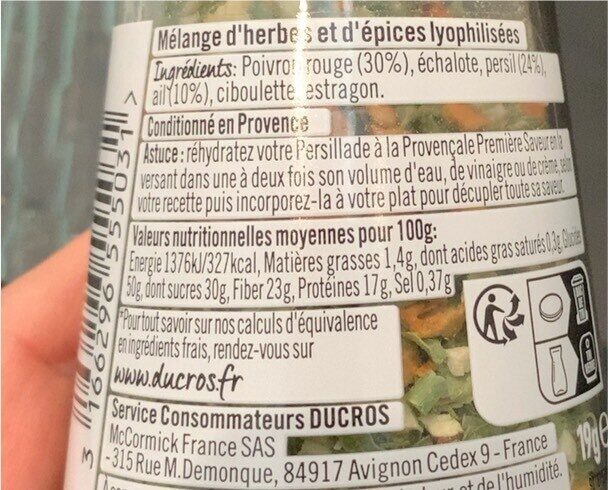 Mélange d'herbes et d'épices lyophilisées
Ingrédients: Poivron rouge (30%), échalote, persil (24%),
ail (10%), ciboulette, estragon.
Conditionné en Provence
Astuce : réhydratez votre Persillade à la Provençale Première Saveur en la
versant dans une à deux fois son volume d'eau, de vinaigre ou de crème, selon
votre recette puis incorporez-la à votre plat pour décupler toute sa saveur.
Valeurs nutritionnelles moyennes pour 100g:
Energie 1376kJ/327kcal, Matières grasses 1,4g, dont acides gras saturés 0,3g, Glucides
50g, dont sucres 30g, Fiber 23g, Protéines 17g, Sel 0,37g
*Pour tout savoir sur nos calculs d'équivalence
en ingrédients frais, rendez-vous sur
www.ducros.fr
Service Consommateurs DUCROS
McCormick France SAS
- 315 Rue M.Demonque, 84917 Avignon Cedex 9 - France
et de l'humidité.
19g e
3 166296 555031 >